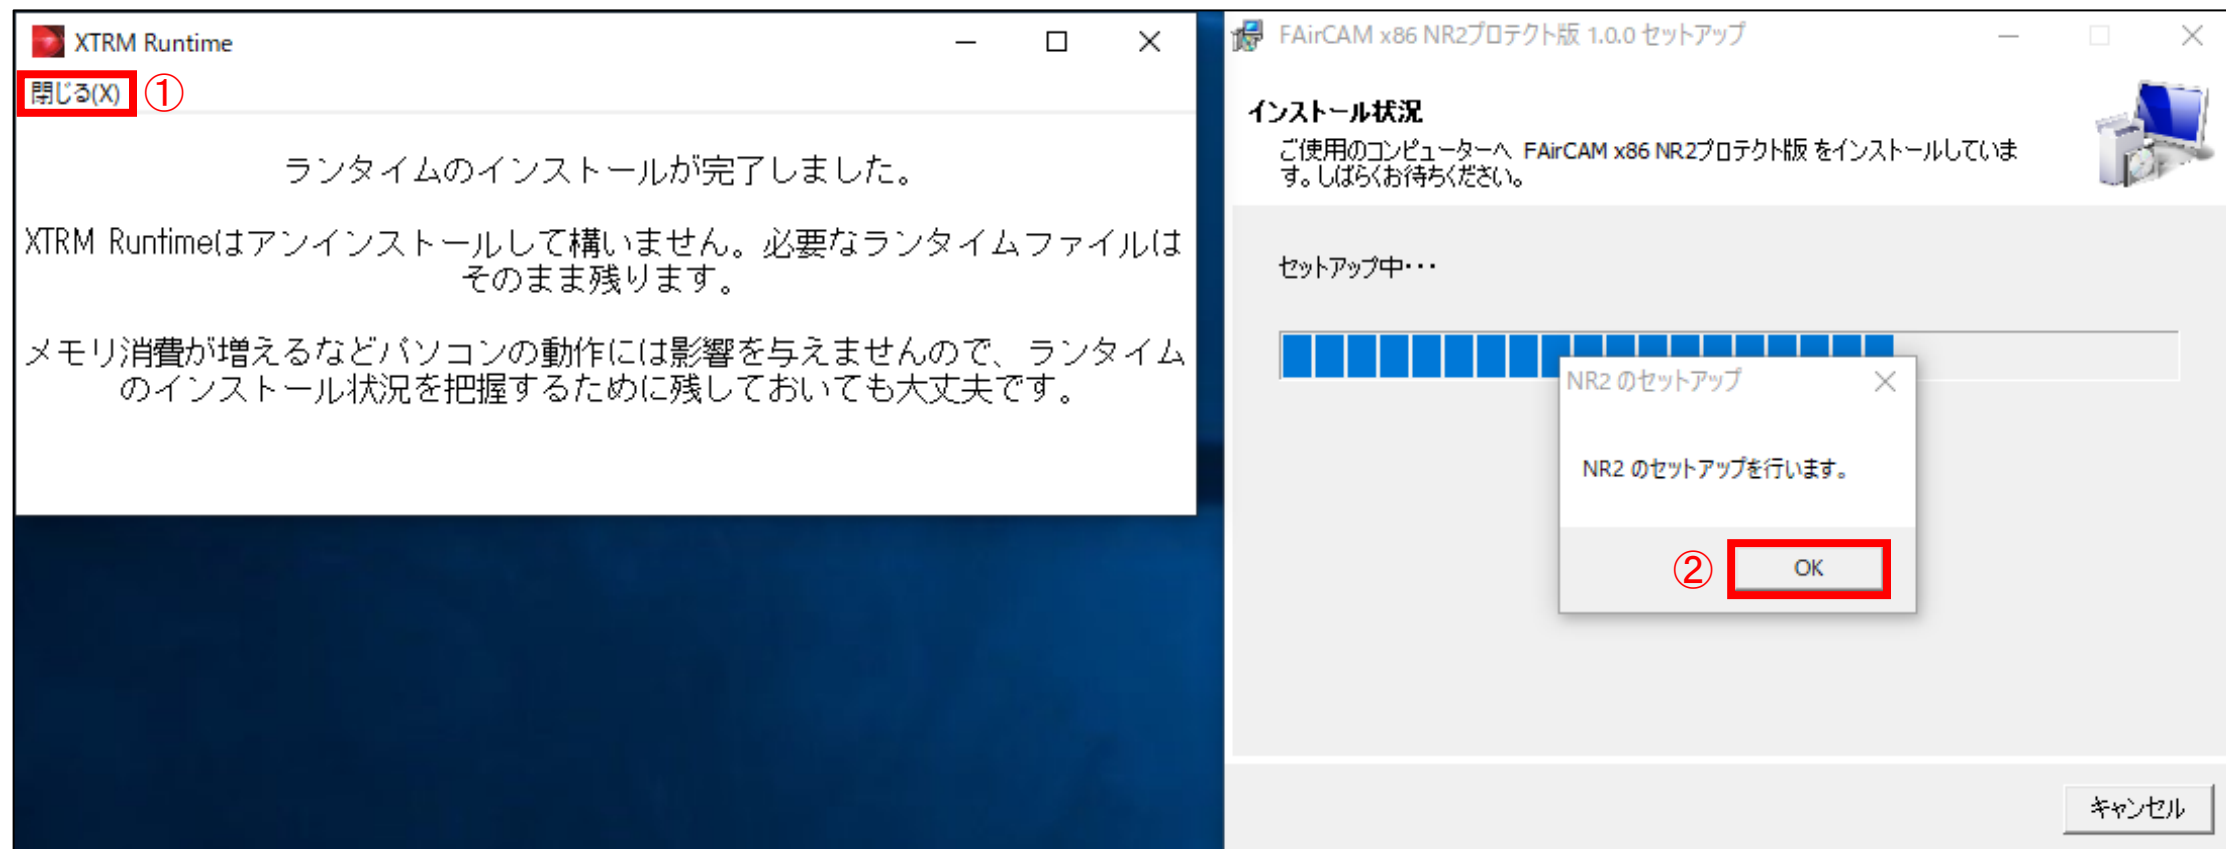 XTRM Runtime
閉じる(X) ①
ランタイムのインストールが完了しました。
XTRM Runtimeはアンインストールして構いません。必要なランタイムファイルは
そのまま残ります。
メモリ消費が増えるなどパソコンの動作には影響を与えませんので、ランタイム
のインストール状況を把握するために残しておいても大丈夫です。
FAirCAM x86 NR2プロテクト版 1.0.0 セットアップ
インストール状況
ご使用のコンピューターへ FAirCAM x86 NR2プロテクト版 をインストールしていま
す。しばらくお待ちください。
セットアップ中・・・
NR2 のセットアップ
NR2 のセットアップを行います。
② OK
キャンセル